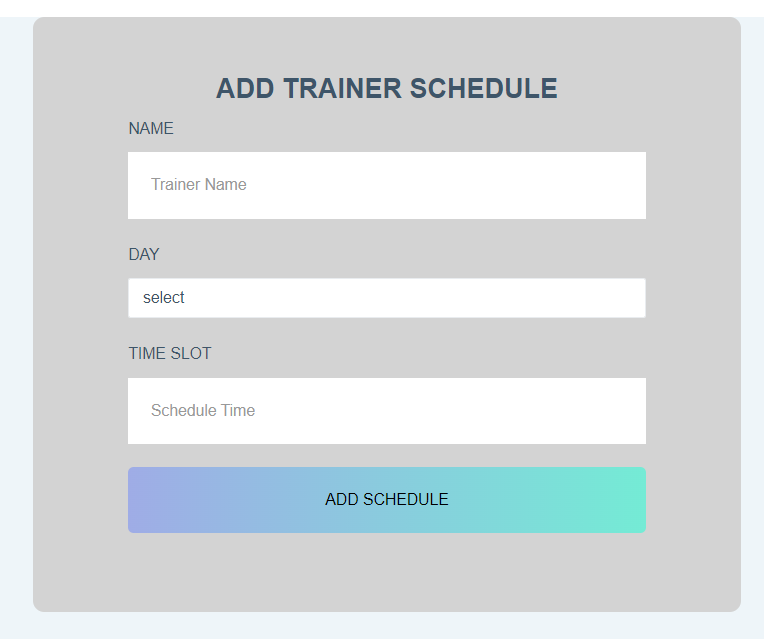 ADD TRAINER SCHEDULE
NAME
Trainer Name
DAY
select
TIME SLOT
Schedule Time
ADD SCHEDULE